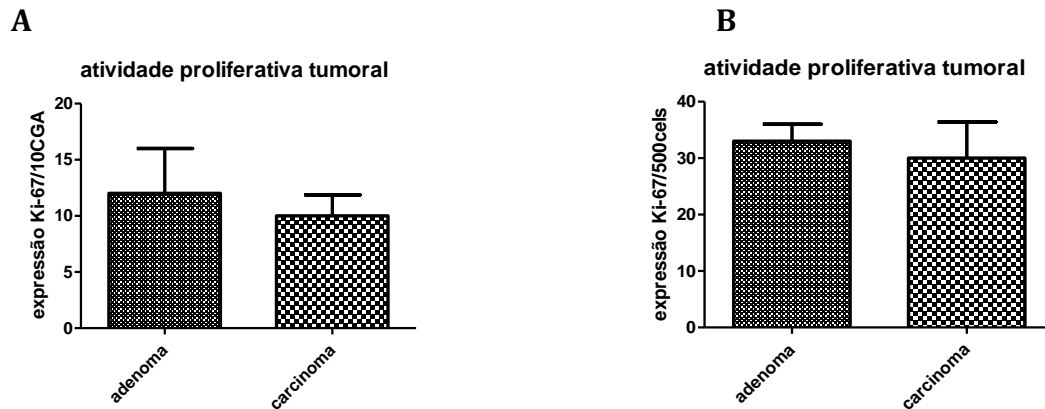 A
atividade proliferativa tumoral
expressão Ki-67/10CGA
20
15
10
5
0
adenoma
carcinoma
B
atividade proliferativa tumoral
expressão Ki-67/500cels
40
30
20
10
0
adenoma
carcinoma